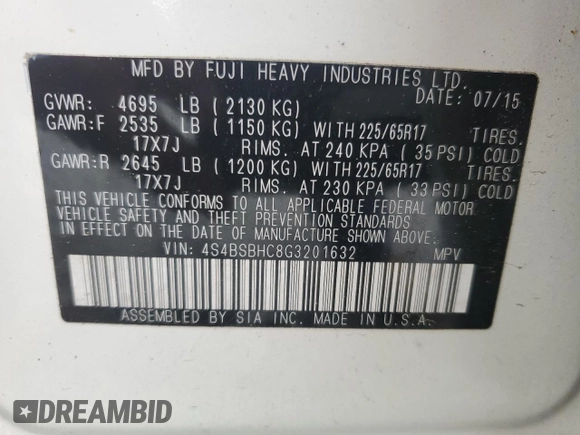 MFD BY FUJI HEAVY INDUSTRIES LTD.
DATE: 07/15
GVWR: 4695 LB ( 2130 KG)
GAWR:F 2535 LB ( 1150 KG) WITH 225/65R17 TIRES.
17X7J RIMS. AT 240 KPA ( 35 PSI) COLD
GAWR:R 2645 LB ( 1200 KG) WITH 225/65R17 TIRES.
17X7J RIMS. AT 230 KPA ( 33 PSI) COLD
THIS VEHICLE CONFORMS TO ALL APPLICABLE FEDERAL MOTOR
VEHICLE SAFETY AND THEFT PREVENTION STANDARDS
IN EFFECT ON THE DATE OF MANUFACTURE SHOWN ABOVE.
VIN: 4S4BSBHC8G3201632 MPV
ASSEMBLED BY SIA INC. MADE IN U.S.A.
DREAMBID